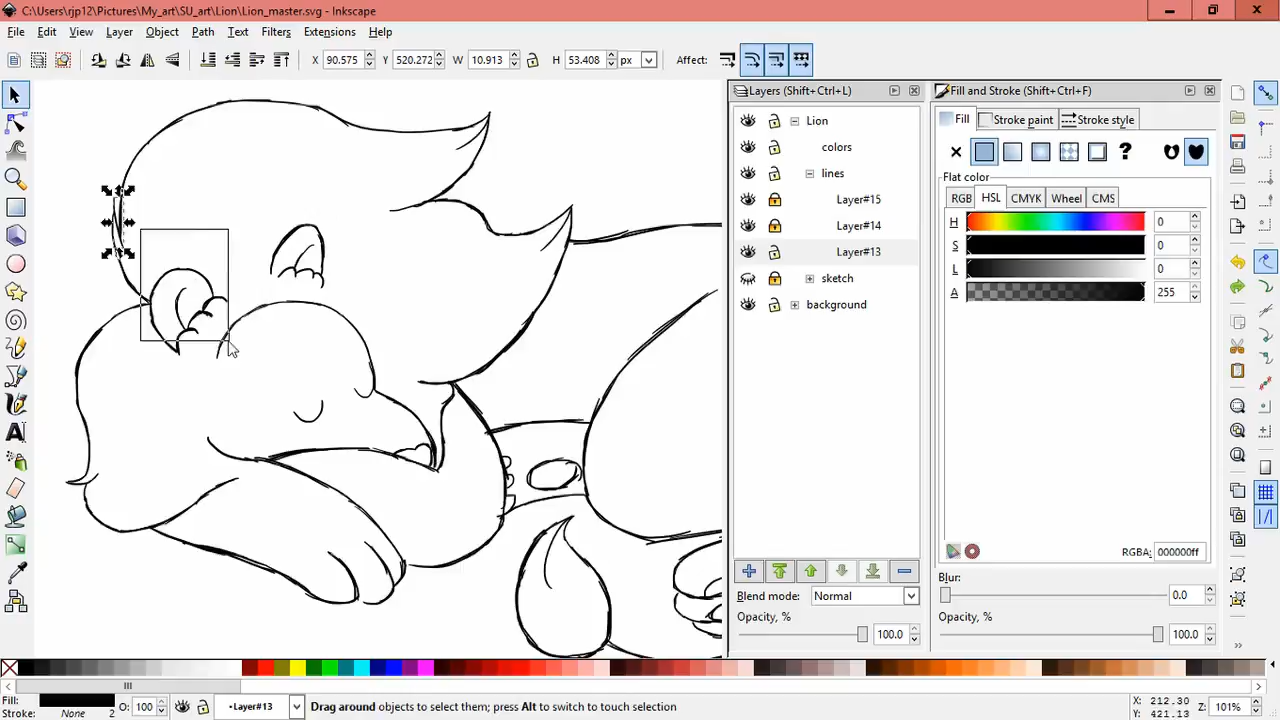 C:\Users\rjp12\Pictures\My_art\SU_art\Lion\Lion_master.svg - Inkscape
File Edit View Layer Object Path Text Filters Extensions Help
X 90.575 Y 520.272 W 10.913 H 53.408 px Affect:
Layers (Shift+Ctrl+L)
Lion
colors
lines
Layer#15
Layer#14
Layer#13
sketch
background
Blend mode: Normal
Opacity, %
100.0
Fill and Stroke (Shift+Ctrl+F)
Fill Stroke paint Stroke style
?
Flat color
RGB HSL CMYK Wheel CMS
H 0
S 0
L 0
A 255
RGBA: 000000ff
Blur:
0.0
Opacity, %
100.0
Fill:
Stroke: None 2
O: 100
•Layer#13
Drag around objects to select them; press Alt to switch to touch selection
X: 212.30
Y: 421.13
Z: 101%